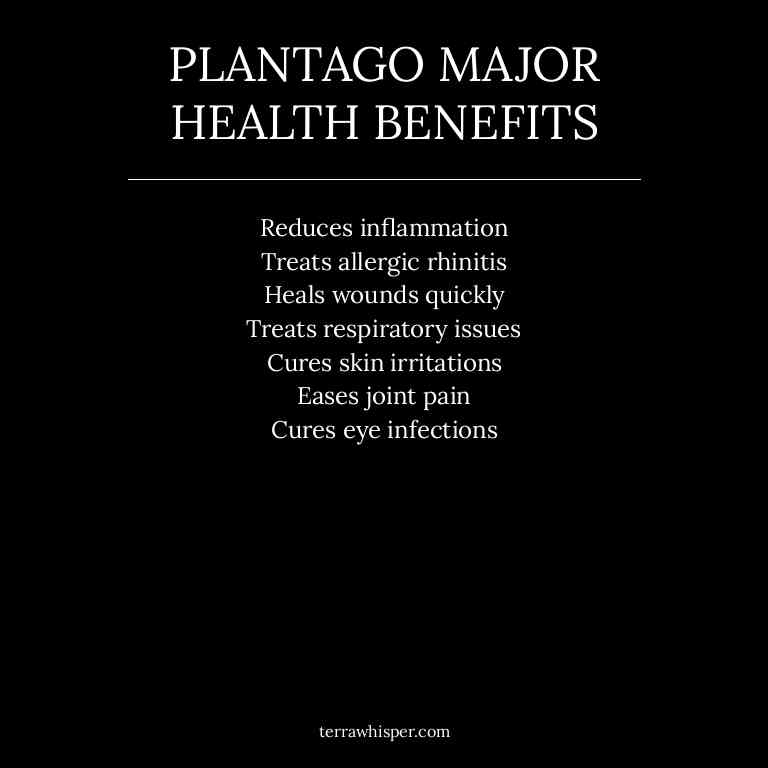 PLANTAGO MAJOR
HEALTH BENEFITS
Reduces inflammation
Treats allergic rhinitis
Heals wounds quickly
Treats respiratory issues
Cures skin irritations
Eases joint pain
Cures eye infections
terrawhisper.com